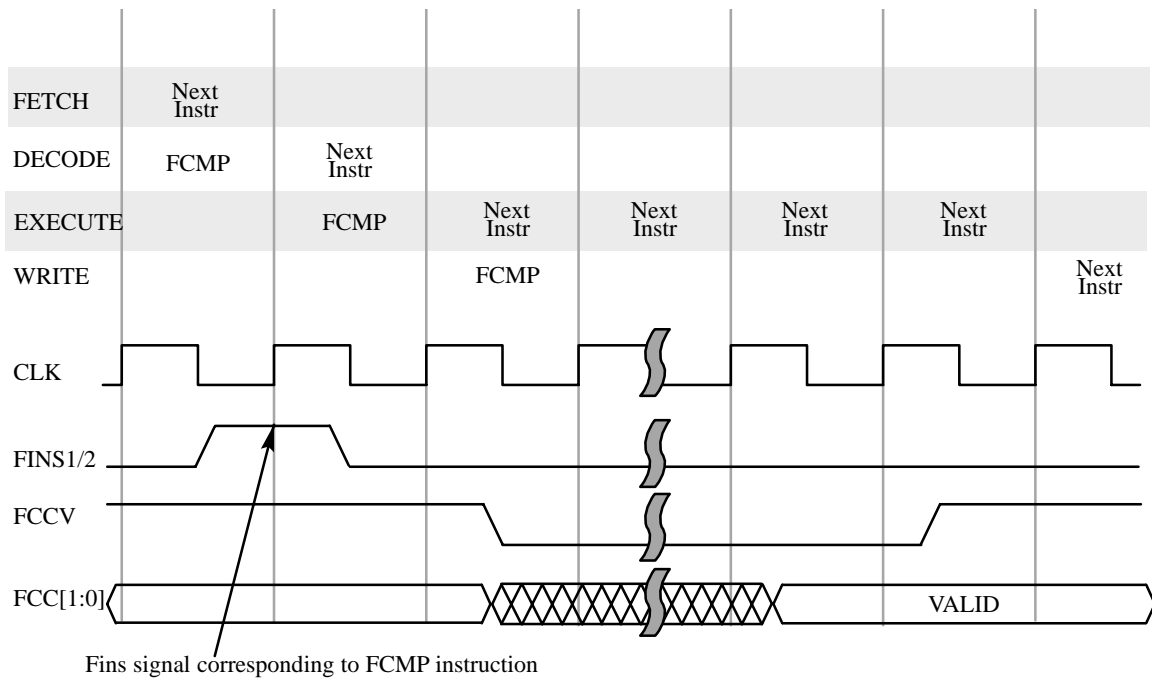 FETCH
Next
Instr
DECODE
FCMP
Next
Instr
EXECUTE
FCMP
Next
Instr
Next
Instr
Next
Instr
Next
Instr
WRITE
FCMP
Next
Instr
CLK
FINS1/2
FCCV
FCC[1:0]
VALID
Fins signal corresponding to FCMP instruction